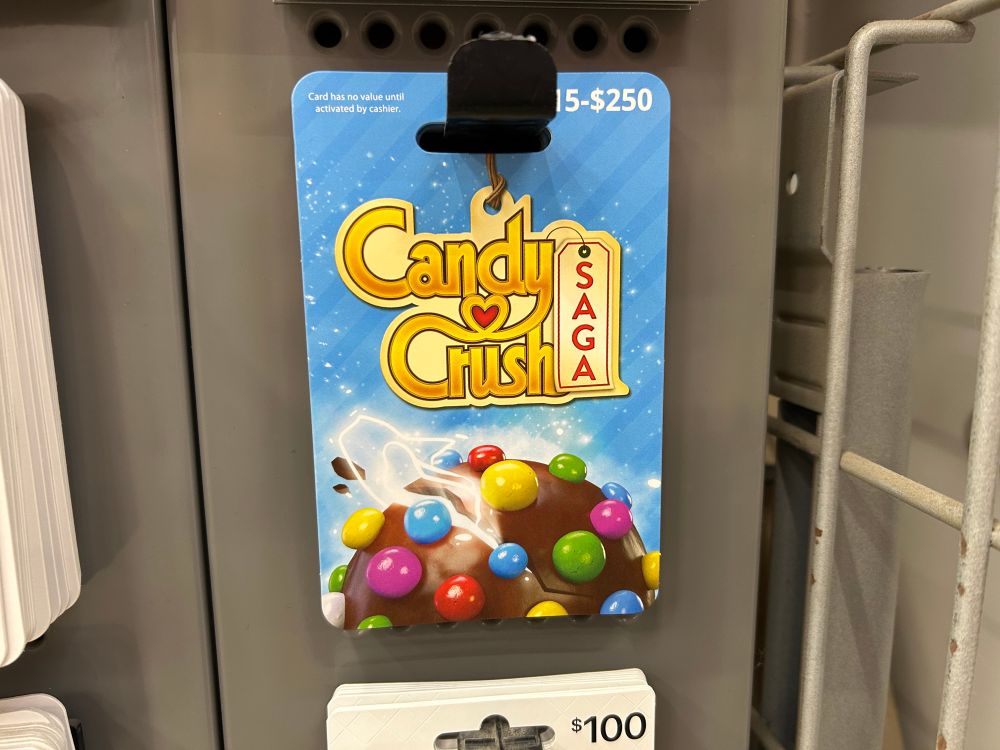 Card has no value until
activated by cashier.
15-$250
Candy
Crush
SAGA
$100